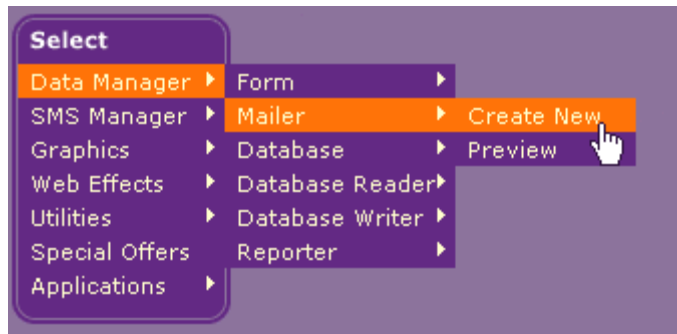 Select
Data Manager
SMS Manager
Graphics
Web Effects
Utilities
Special Offers
Applications
Form
Mailer
Database
Database Reader
Database Writer
Reporter
Create New
Preview